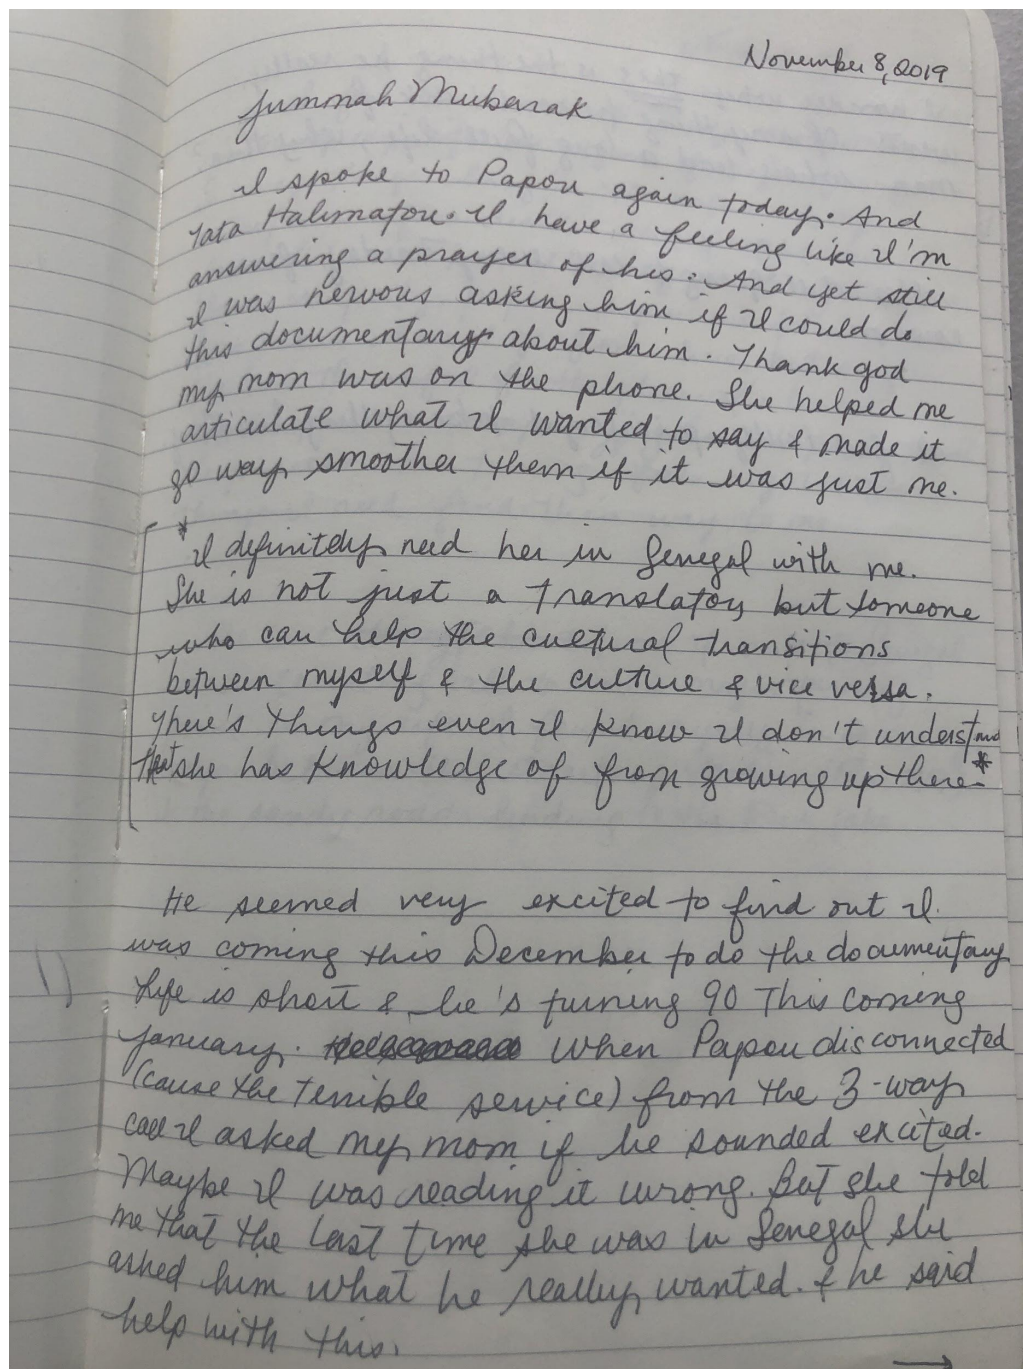 November 8, 2019
Jummah Mubarak
I spoke to Papou again today. And
Tata Halimatou. I have a feeling like I'm
answering a prayer of his. And yet still
I was nervous asking him if I could do
this documentary about him. Thank god
my mom was on the phone. She helped me
articulate what I wanted to say & made it
go way smoother them if it was just me.
*I definitely need her in Senegal with me.
She is not just a translator, but someone
who can help the cultural transitions
between myself & the culture & vice versa.
There's things even I know I don't understand
that she has knowledge of from growing up there.*
He seemed very excited to find out I
was coming this December to do the documentary
Life is short & he's turning 90 This coming
January. When Papou disconnected
(cause the terrible service) from the 3-way
call I asked my mom if he sounded excited.
Maybe I was reading it wrong. But she told
me that the last time she was in Senegal she
asked him what he really wanted. & he said
help with this.
→